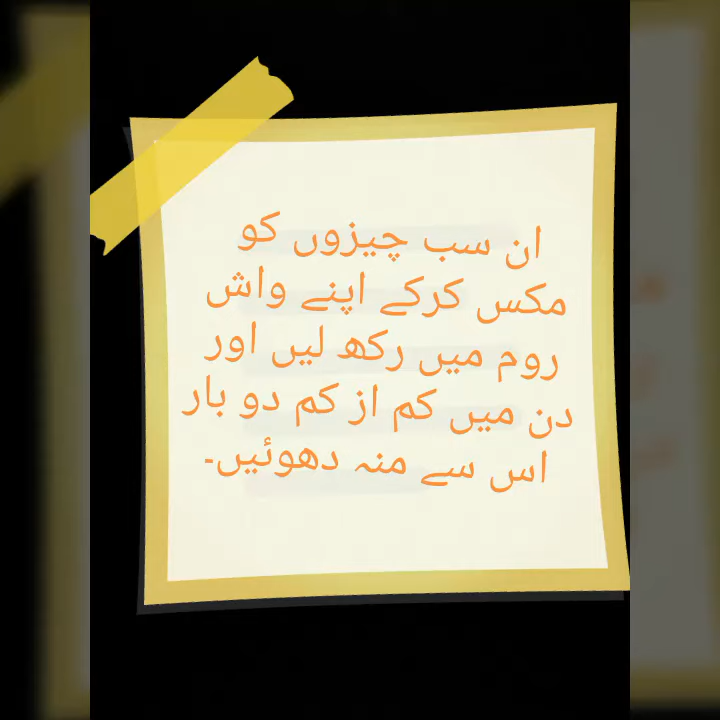 ان سب چیزوں کو
مکس کرکے اپنے واش
روم میں رکھ لیں اور
دن میں کم از کم دو بار
اس سے منہ دھوئیں۔